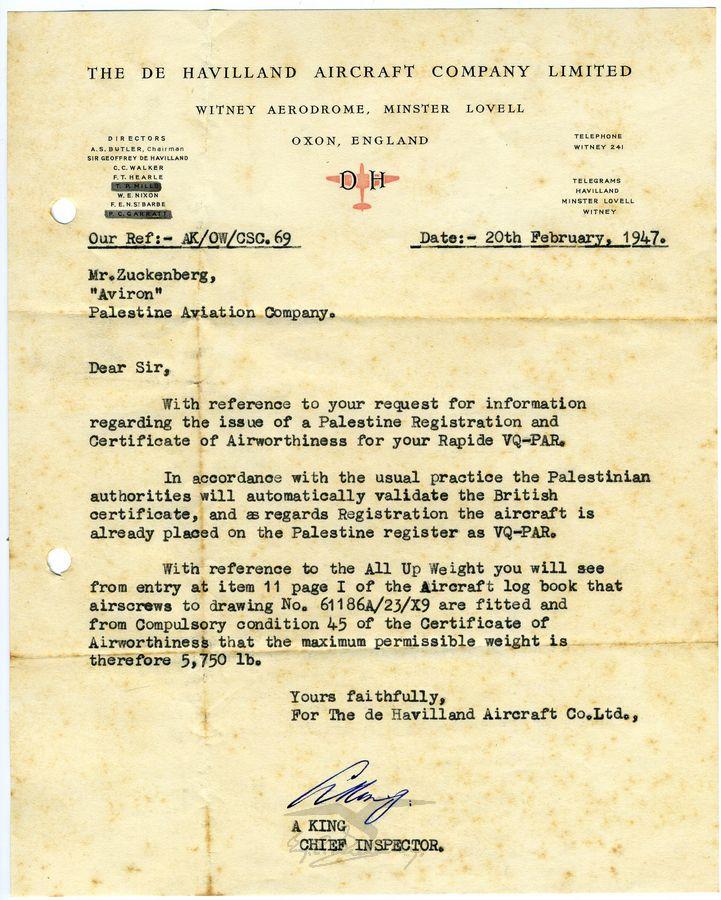 THE DE HAVILLAND AIRCRAFT COMPANY LIMITED
WITNEY AERODROME, MINSTER LOVELL
OXON, ENGLAND
DIRECTORS
A.S. BUTLER, Chairman
SIR GEOFFREY DE HAVILLAND
C.C. WALKER
F.T. HEARLE
T.P. MILLS
W.E. NIXON
F.E.N. ST BARBE
P.C. GARRATT
TELEPHONE
WITNEY 241
TELEGRAMS
HAVILLAND
MINSTER LOVELL
WITNEY
D H
Our Ref:- AK/OW/CSC.69
Date:- 20th February, 1947.
Mr.Zuckenberg,
"Aviron"
Palestine Aviation Company.
Dear Sir,
With reference to your request for information
regarding the issue of a Palestine Registration and
Certificate of Airworthiness for your Rapide VQ-PAR.
In accordance with the usual practice the Palestinian
authorities will automatically validate the British
certificate, and as regards Registration the aircraft is
already placed on the Palestine register as VQ-PAR.
With reference to the All Up Weight you will see
from entry at item 11 page I of the Aircraft log book that
airscrews to drawing No. 61186A/23/X9 are fitted and
from Compulsory condition 45 of the Certificate of
Airworthiness that the maximum permissible weight is
therefore 5,750 lb.
Yours faithfully,
For The de Havilland Aircraft Co.Ltd.,
A KING
CHIEF INSPECTOR.